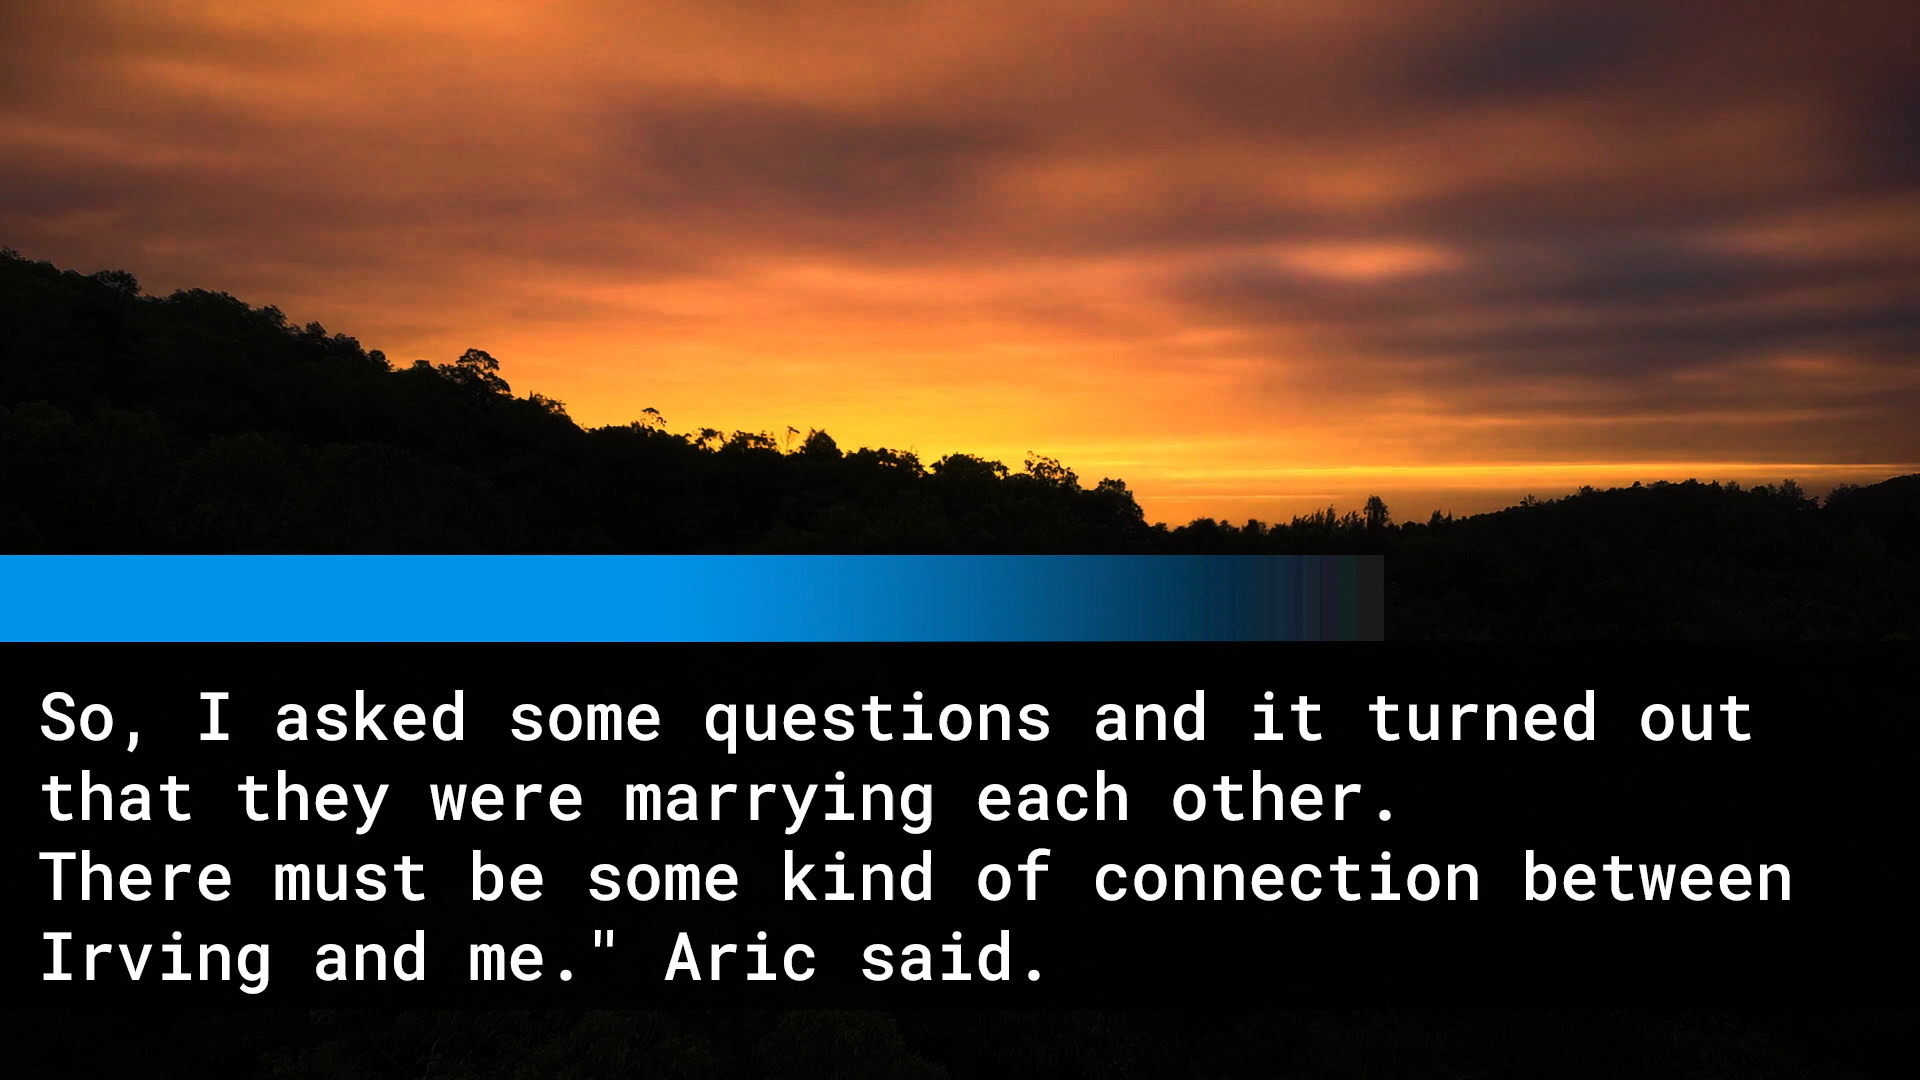 So, I asked some questions and it turned out
that they were marrying each other.
There must be some kind of connection between
Irving and me." Aric said.